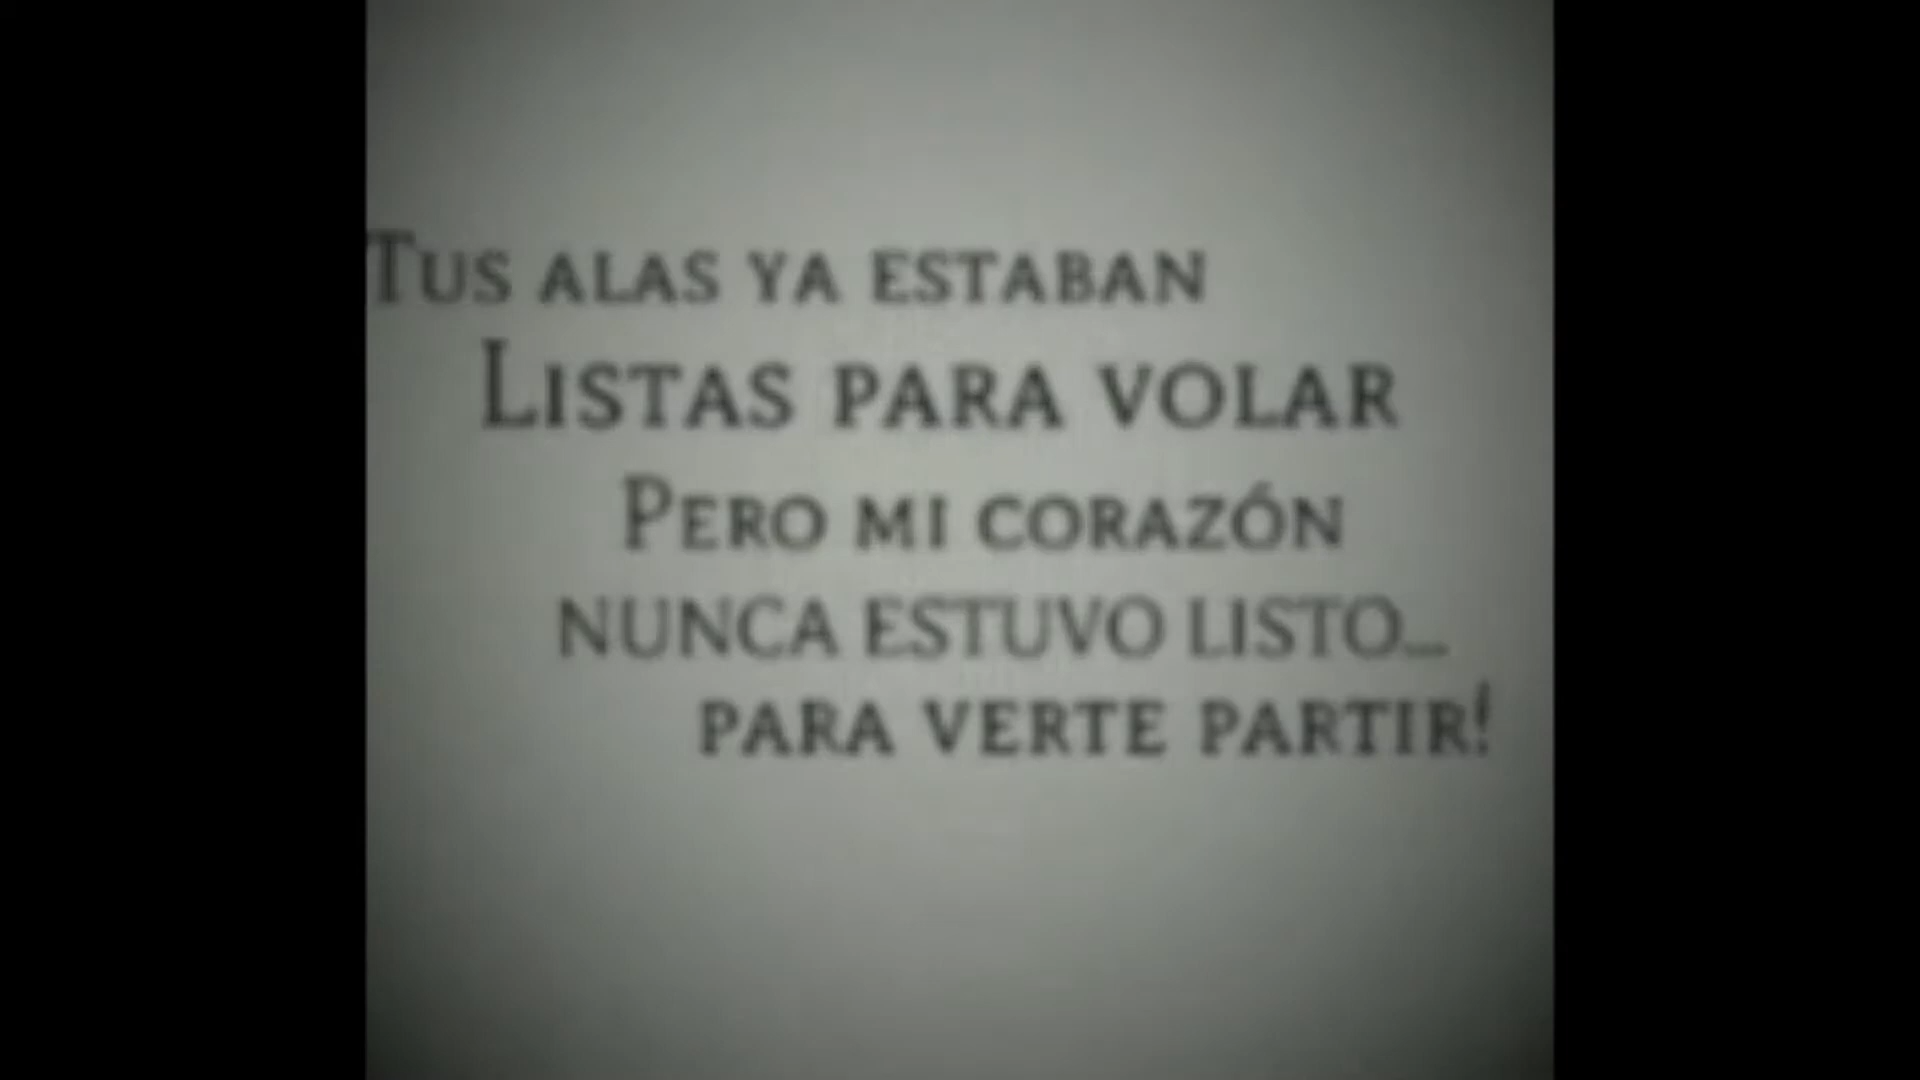 Tus alas ya estaban
Listas para volar
Pero mi corazón
NUNCA ESTUVO LISTO...
para verte partir!